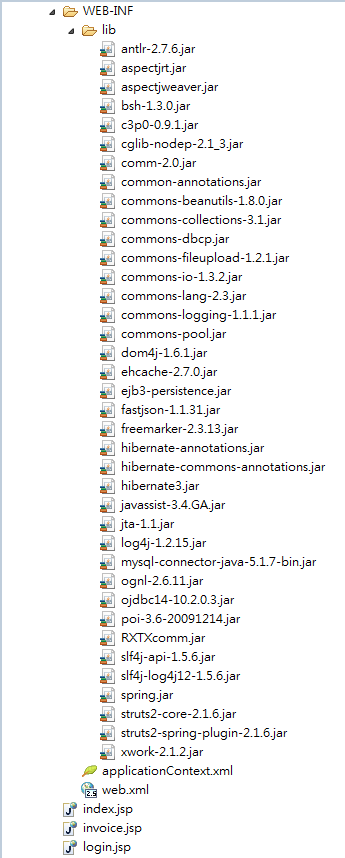 WEB-INF
lib
antlr-2.7.6.jar
aspectjrt.jar
aspectjweaver.jar
bsh-1.3.0.jar
c3p0-0.9.1.jar
cglib-nodep-2.1_3.jar
comm-2.0.jar
common-annotations.jar
commons-beanutils-1.8.0.jar
commons-collections-3.1.jar
commons-dbcp.jar
commons-fileupload-1.2.1.jar
commons-io-1.3.2.jar
commons-lang-2.3.jar
commons-logging-1.1.1.jar
commons-pool.jar
dom4j-1.6.1.jar
ehcache-2.7.0.jar
ejb3-persistence.jar
fastjson-1.1.31.jar
freemarker-2.3.13.jar
hibernate-annotations.jar
hibernate-commons-annotations.jar
hibernate3.jar
javassist-3.4.GA.jar
jta-1.1.jar
log4j-1.2.15.jar
mysql-connector-java-5.1.7-bin.jar
ognl-2.6.11.jar
ojdbc14-10.2.0.3.jar
poi-3.6-20091214.jar
RXTXcomm.jar
slf4j-api-1.5.6.jar
slf4j-log4j12-1.5.6.jar
spring.jar
struts2-core-2.1.6.jar
struts2-spring-plugin-2.1.6.jar
xwork-2.1.2.jar
applicationContext.xml
web.xml
index.jsp
invoice.jsp
login.jsp